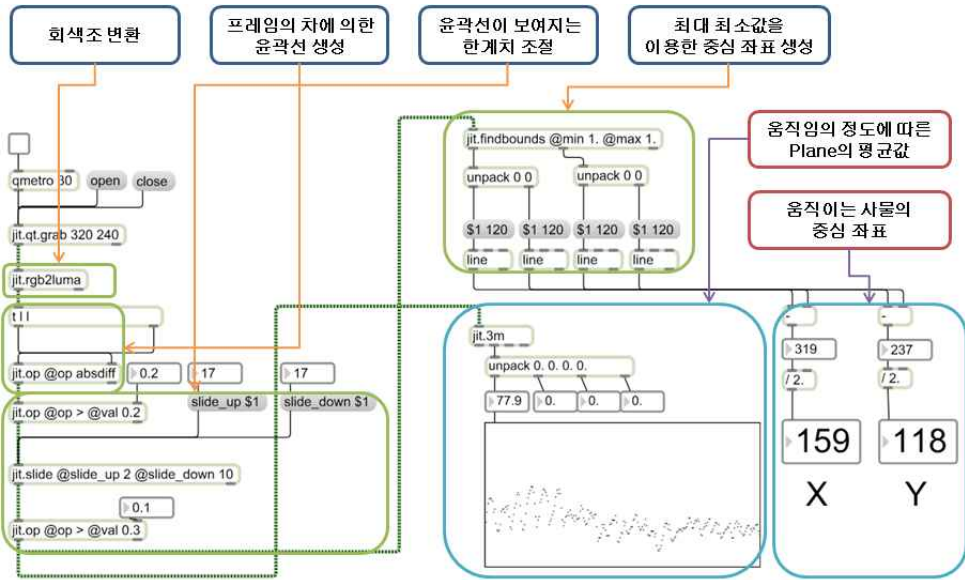 회색조 변환
프레임의 차에 의한
윤곽선 생성
윤곽선이 보여지는
한계치 조절
최대 최소값을
이용한 중심 좌표 생성
움직임의 정도에 따른
Plane의 평균값
움직이는 사물의
중심 좌표
qmetro 30
open
close
jit.qt.grab 320 240
jit.rgb2luma
t l l
jit.op @op absdiff
0.2
17
17
jit.op @op > @val 0.2
slide_up $1
slide_down $1
jit.slide @slide_up 2 @slide_down 10
0.1
jit.op @op > @val 0.3
jit.findbounds @min 1. @max 1.
unpack 0 0
unpack 0 0
$1 120
$1 120
$1 120
$1 120
line
line
line
line
jit.3m
unpack 0. 0. 0. 0.
77.9
0.
0.
0.
-
-
319
237
/ 2.
/ 2.
159
118
X
Y